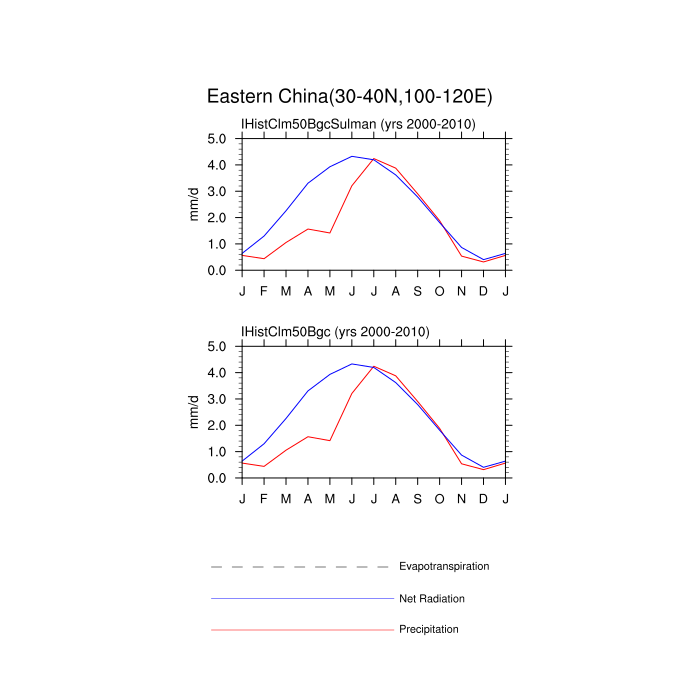 Eastern China(30-40N,100-120E)
IHistClm50BgcSulman (yrs 2000-2010)
5.0
4.0
3.0
2.0
1.0
0.0
mm/d
J F M A M J J A S O N D J
IHistClm50Bgc (yrs 2000-2010)
5.0
4.0
3.0
2.0
1.0
0.0
mm/d
J F M A M J J A S O N D J
Evapotranspiration
Net Radiation
Precipitation